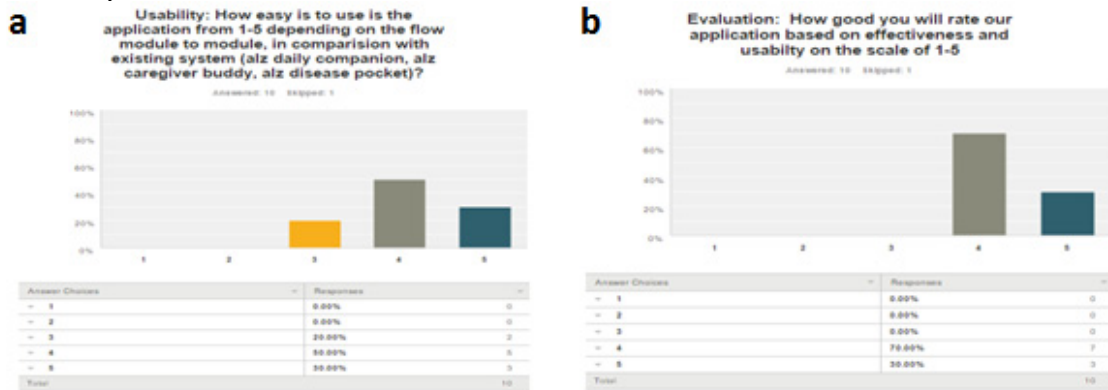 a
Usability: How easy is to use is the
application from 1-5 depending on the flow
module to module, in comparision with
existing system (alz daily companion, alz
caregiver buddy, alz disease pocket)?
Answered: 10 Skipped: 1
100%
80%
60%
40%
20%
0%
1 2 3 4 5
Answer Choices Responses
1 0.00% 0
2 0.00% 0
3 20.00% 2
4 50.00% 5
5 30.00% 3
Total 10
b
Evaluation: How good you will rate our
application based on effectiveness and
usabilty on the scale of 1-5
Answered: 10 Skipped: 1
100%
80%
60%
40%
20%
0%
1 2 3 4 5
Answer Choices Responses
1 0.00% 0
2 0.00% 0
3 0.00% 0
4 70.00% 7
5 30.00% 3
Total 10